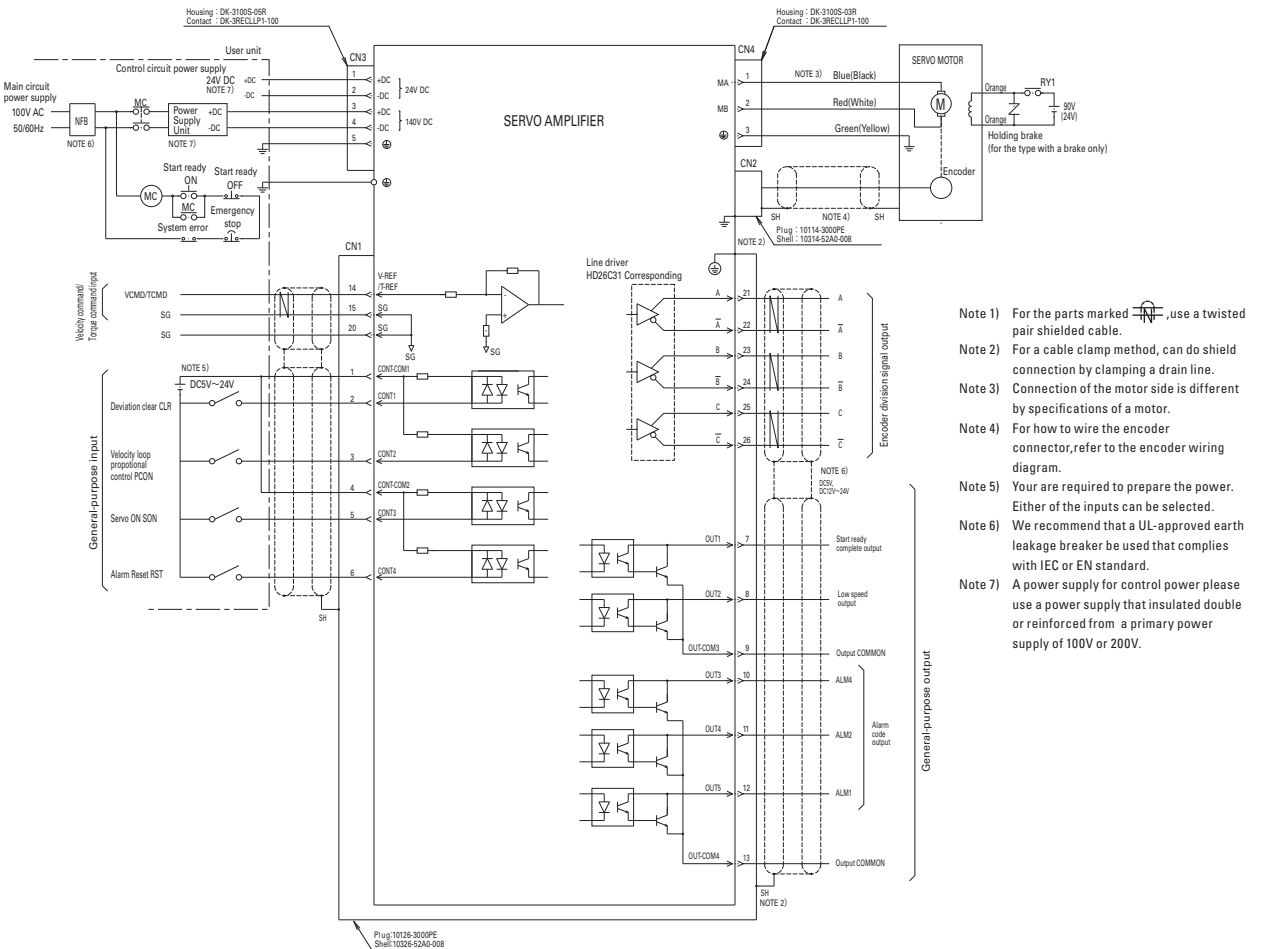 Housing : DK-3100S-05R
Contact : DK-3RECLLP1-100
Housing : DK-3100S-03R
Contact : DK-3RECLLP1-100
User unit
CN3
CN4
Control circuit power supply
24V DC
NOTE 7)
+DC
-DC
1
2
+DC
-DC
24V DC
Main circuit
power supply
100V AC
50/60Hz
NFB
NOTE 6)
MC
Power
Supply
Unit
+DC
-DC
NOTE 7)
3
4
5
+DC
-DC
140V DC
SERVO AMPLIFIER
MA
MB
1
2
3
NOTE 3)
Blue(Black)
Red(White)
Green(Yellow)
SERVO MOTOR
M
Encoder
Orange
Orange
RY1
90V
(24V)
Holding brake
(for the type with a brake only)
CN2
SH
NOTE 4)
SH
Plug : 10114-3000PE
Shell : 10314-52A0-008
NOTE 2)
Start ready
ON
Start ready
OFF
MC
MC
Emergency
stop
System error
CN1
Velocity command/
Torque command input
VCMD/TCMD
SG
SG
14
15
20
V-REF
/T-REF
SG
SG
SG
-
+
SG
Line driver
HD26C31 Corresponding
A
A
B
B
C
C
21
22
23
24
25
26
A
A
B
B
C
C
Encoder division signal output
General-purpose Input
NOTE 5)
DC5V～24V
Deviation clear CLR
Velocity loop
propotional
control PCON
Servo ON SON
Alarm Reset RST
1
2
3
4
5
6
CONT-COM1
CONT1
CONT2
CONT-COM2
CONT3
CONT4
SH
NOTE 6)
DC5V,
DC12V～24V
OUT1
7
Start ready
complete output
OUT2
8
Low speed
output
OUT-COM3
9
Output COMMON
OUT3
10
ALM4
OUT4
11
ALM2
OUT5
12
ALM1
Alarm
code
output
OUT-COM4
13
Output COMMON
General-purpose output
SH
NOTE 2)
Plug:10126-3000PE
Shell:10326-52A0-008
Note 1) For the parts marked ,use a twisted
pair shielded cable.
Note 2) For a cable clamp method, can do shield
connection by clamping a drain line.
Note 3) Connection of the motor side is different
by specifications of a motor.
Note 4) For how to wire the encoder
connector,refer to the encoder wiring
diagram.
Note 5) Your are required to prepare the power.
Either of the inputs can be selected.
Note 6) We recommend that a UL-approved earth
leakage breaker be used that complies
with IEC or EN standard.
Note 7) A power supply for control power please
use a power supply that insulated double
or reinforced from a primary power
supply of 100V or 200V.